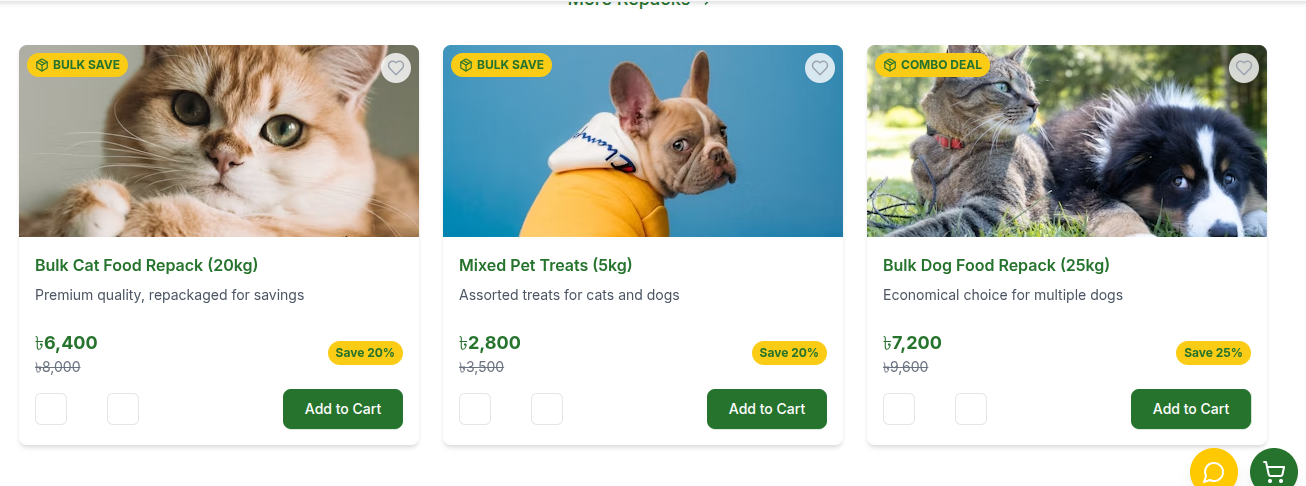 More Repacks →
BULK SAVE
Bulk Cat Food Repack (20kg)
Premium quality, repackaged for savings
৳6,400
৳8,000
Save 20%
Add to Cart
BULK SAVE
Champion
Mixed Pet Treats (5kg)
Assorted treats for cats and dogs
৳2,800
৳3,500
Save 20%
Add to Cart
COMBO DEAL
Bulk Dog Food Repack (25kg)
Economical choice for multiple dogs
৳7,200
৳9,600
Save 25%
Add to Cart